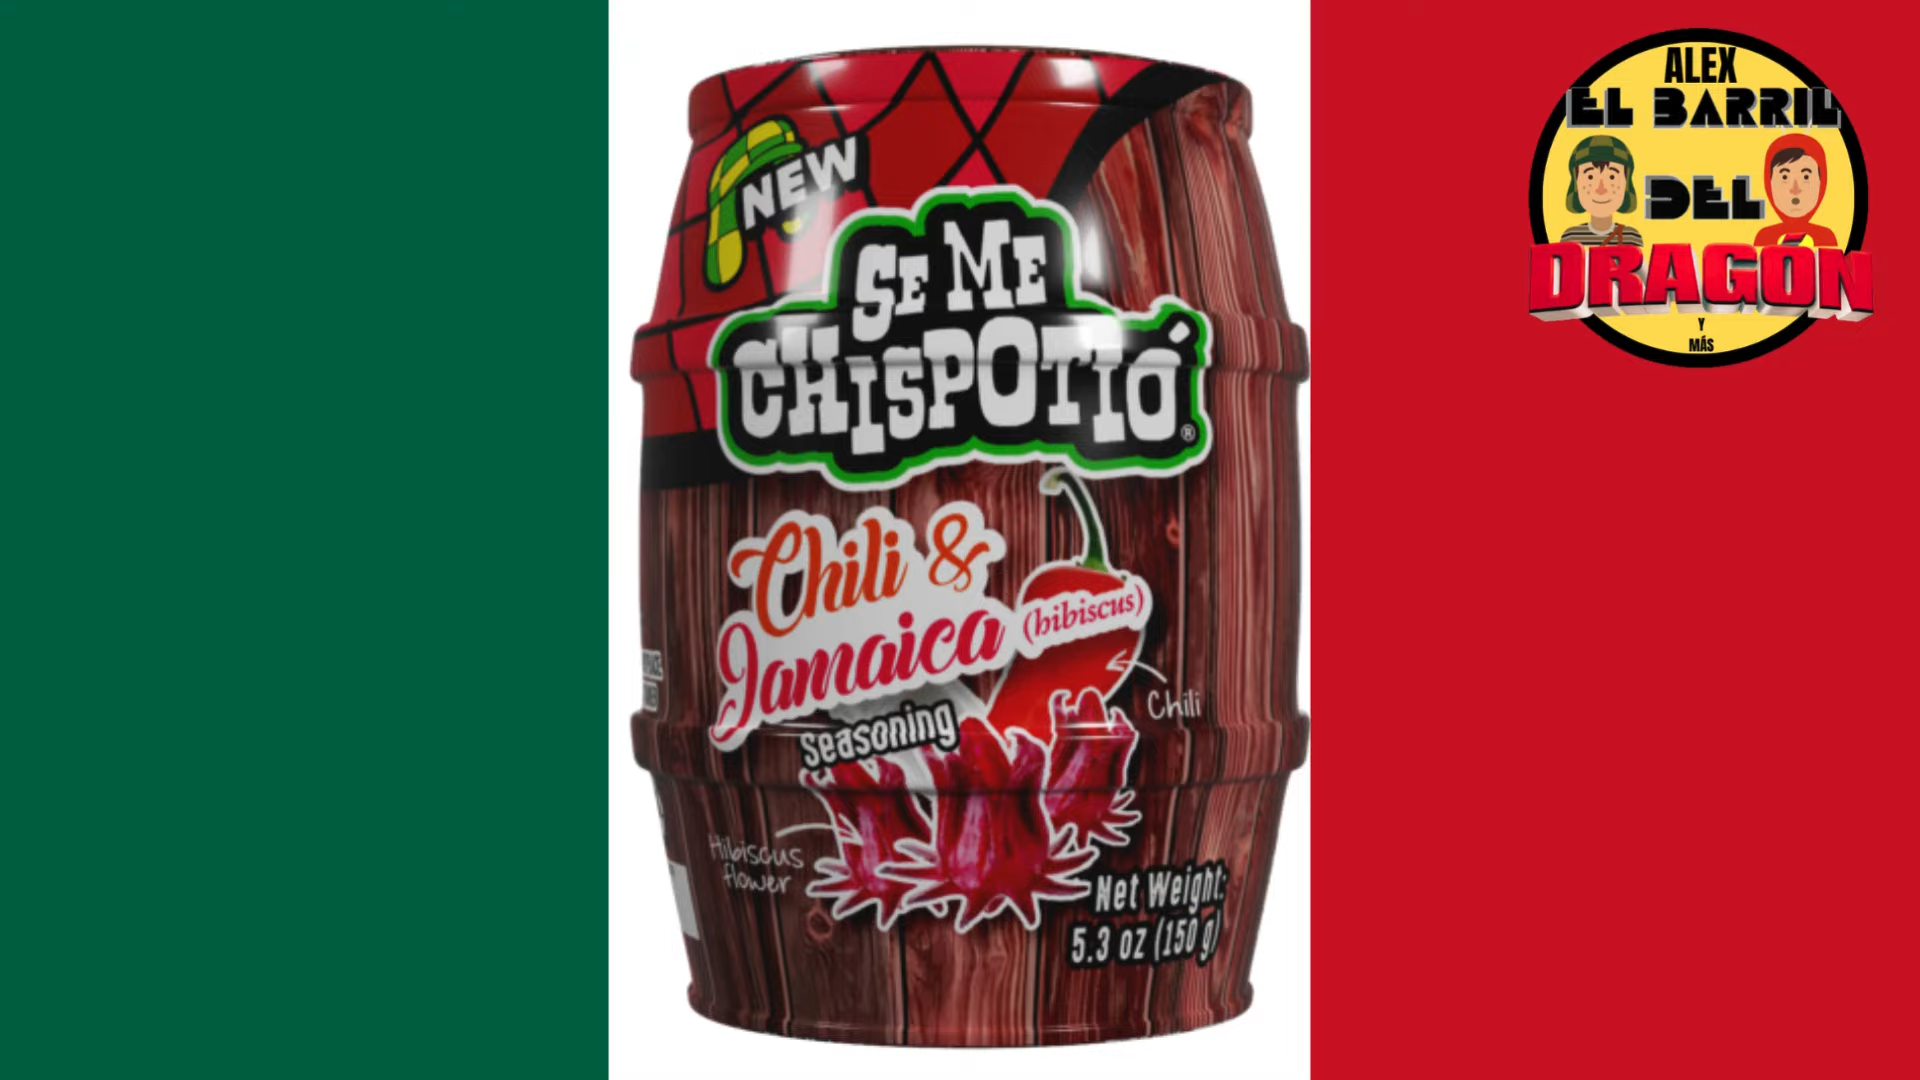 NEW
SE ME
CHISPOTIÓ®
Chili &
Jamaica (hibiscus)
Seasoning
Chili
Hibiscus
flower
Net Weight:
5.3 oz (150 g)
ALEX
EL BARRIL
DEL
DRAGÓN
Y
MÁS